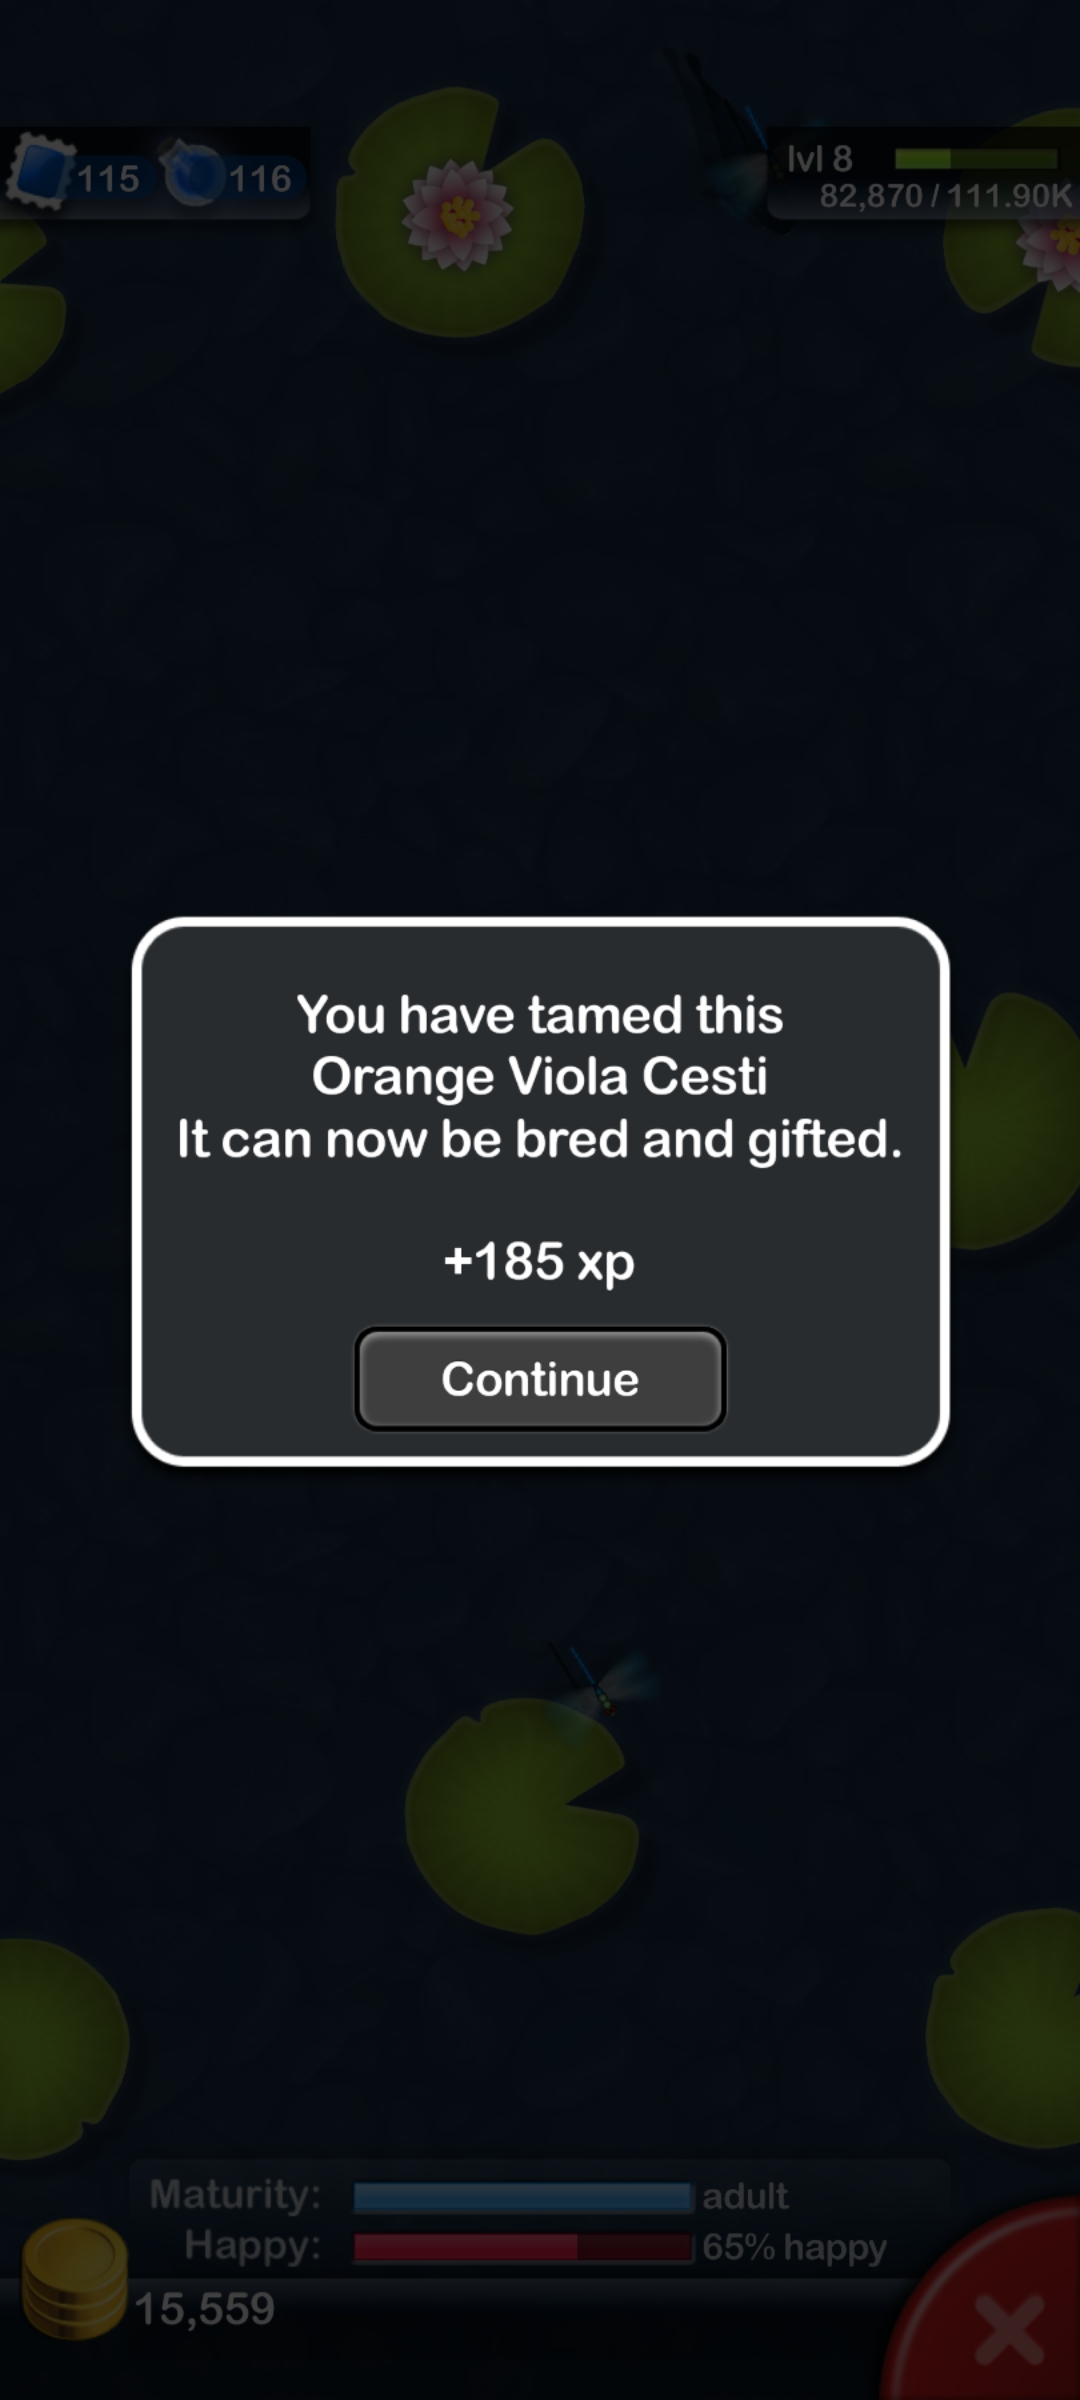 115
116
lvl 8
82,870 / 111.90K
You have tamed this
Orange Viola Cesti
It can now be bred and gifted.
+185 xp
Continue
Maturity: adult
Happy: 65% happy
15,559